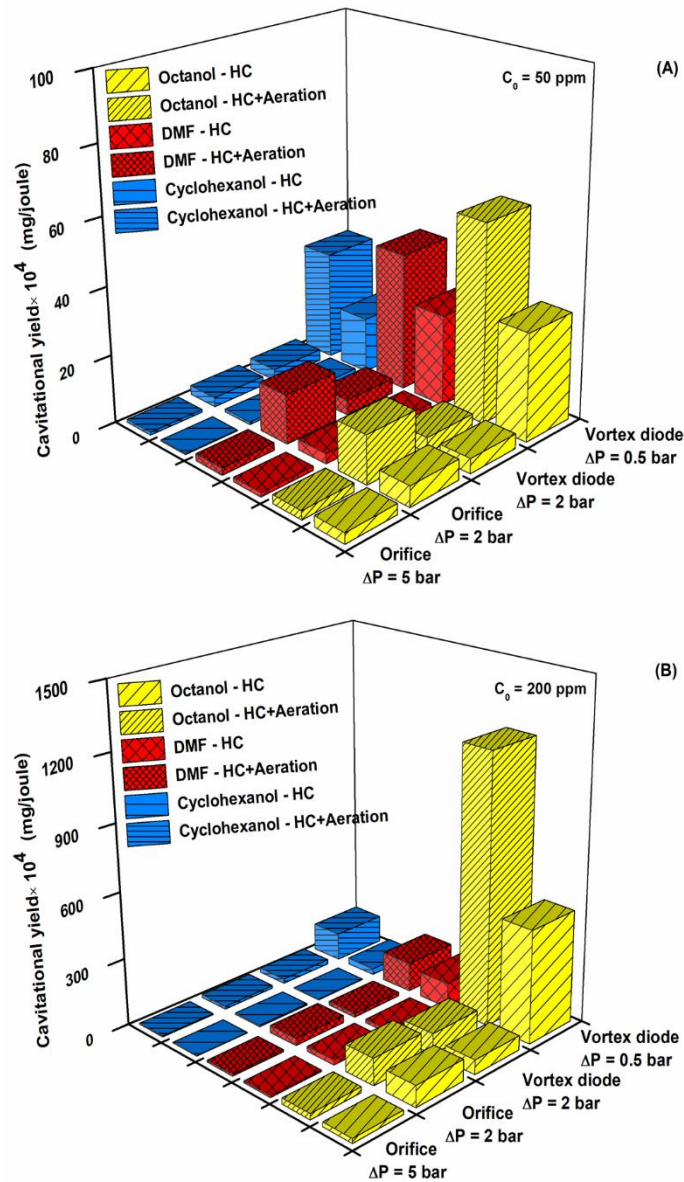 (A)
C₀ = 50 ppm
Octanol - HC
Octanol - HC+Aeration
DMF - HC
DMF - HC+Aeration
Cyclohexanol - HC
Cyclohexanol - HC+Aeration
Cavitational yield× 10⁴ (mg/joule)
100
80
60
40
20
0
Vortex diode
ΔP = 0.5 bar
Vortex diode
ΔP = 2 bar
Orifice
ΔP = 2 bar
Orifice
ΔP = 5 bar
(B)
C₀ = 200 ppm
Octanol - HC
Octanol - HC+Aeration
DMF - HC
DMF - HC+Aeration
Cyclohexanol - HC
Cyclohexanol - HC+Aeration
Cavitational yield× 10⁴ (mg/joule)
1500
1200
900
600
300
0
Vortex diode
ΔP = 0.5 bar
Vortex diode
ΔP = 2 bar
Orifice
ΔP = 2 bar
Orifice
ΔP = 5 bar